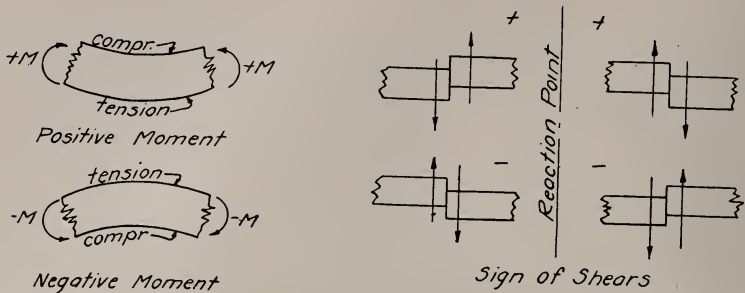 compr.
+M
+M
tension
Positive Moment
tension
-M
-M
compr.
Negative Moment
+
+
Reaction Point
-
-
Sign of Shears